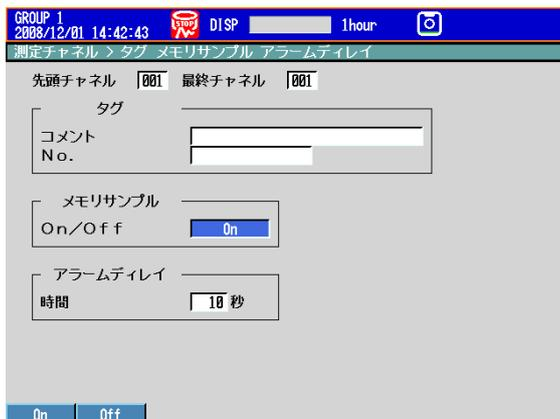 GROUP 1
2008/12/01 14:42:43 STOP DISP 1hour
測定チャネル > タグ メモリサンプル アラームディレイ
先頭チャネル 001 最終チャネル 001
タグ
コメント
No.
メモリサンプル
On/Off On
アラームディレイ
時間 10 秒
On Off